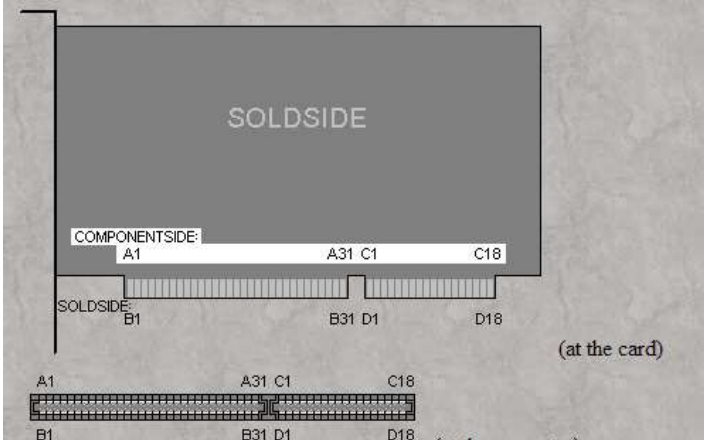 SOLDSIDE
COMPONENTSIDE:
A1 A31 C1 C18
SOLDSIDE:
B1 B31 D1 D18
(at the card)
A1 A31 C1 C18
B1 B31 D1 D18